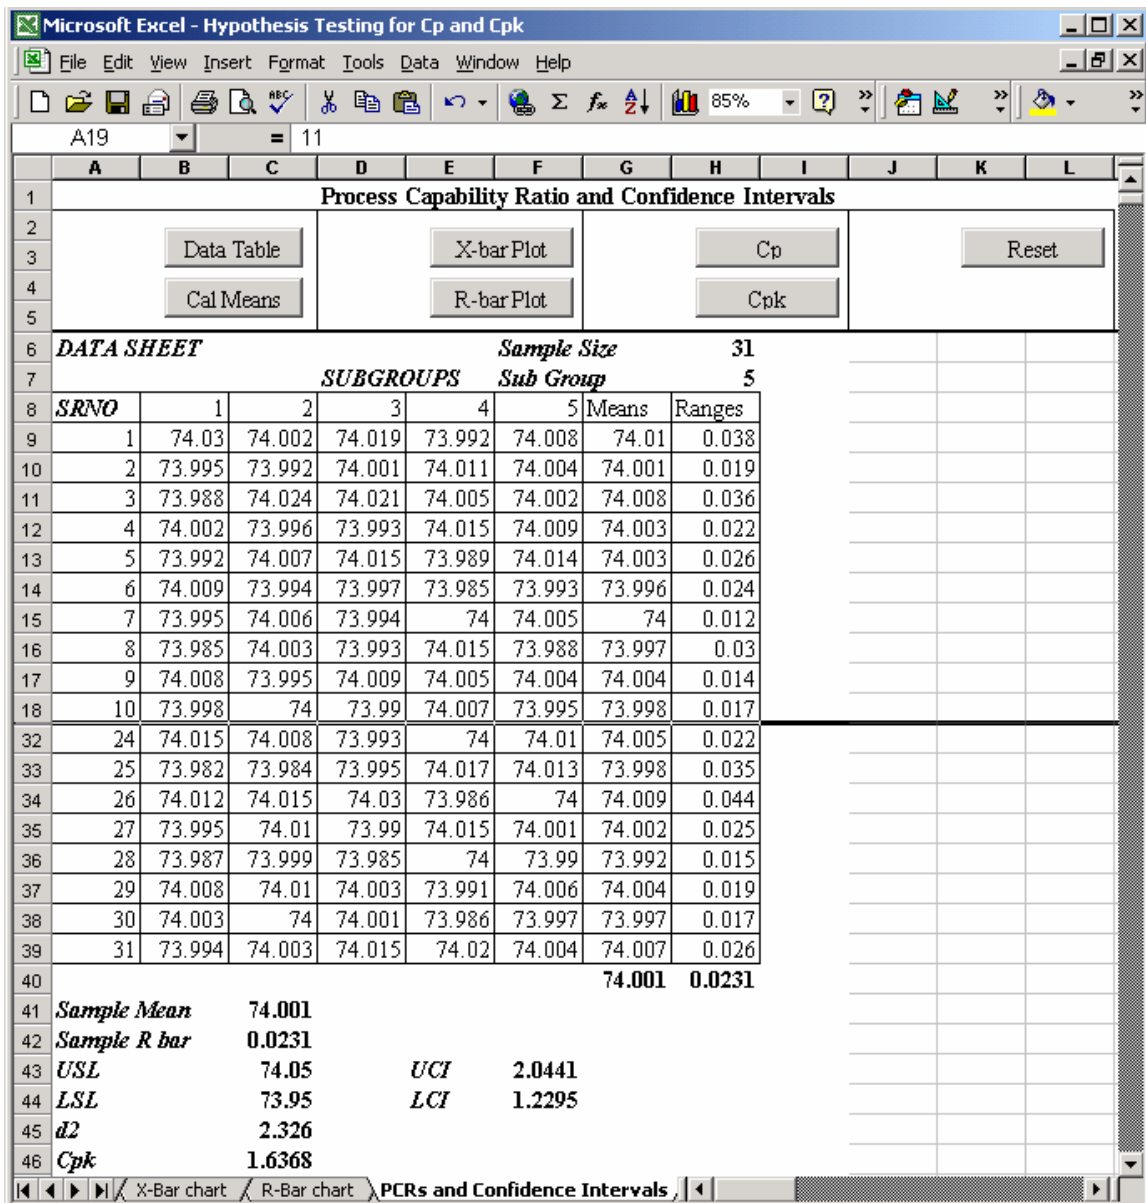 Microsoft Excel - Hypothesis Testing for Cp and Cpk
File Edit View Insert Format Tools Data Window Help
ABC Σ fx A Z 85% ? » » »
A19 = 11
A B C D E F G H I J K L
1 Process Capability Ratio and Confidence Intervals
2
3 Data Table X-bar Plot Cp Reset
4
Cal Means R-bar Plot Cpk
5
6 DATA SHEET Sample Size 31
7 SUBGROUPS Sub Group 5
8 SRNO 1 2 3 4 5 Means Ranges
9 1 74.03 74.002 74.019 73.992 74.008 74.01 0.038
10 2 73.995 73.992 74.001 74.011 74.004 74.001 0.019
11 3 73.988 74.024 74.021 74.005 74.002 74.008 0.036
12 4 74.002 73.996 73.993 74.015 74.009 74.003 0.022
13 5 73.992 74.007 74.015 73.989 74.014 74.003 0.026
14 6 74.009 73.994 73.997 73.985 73.993 73.996 0.024
15 7 73.995 74.006 73.994 74 74.005 74 0.012
16 8 73.985 74.003 73.993 74.015 73.988 73.997 0.03
17 9 74.008 73.995 74.009 74.005 74.004 74.004 0.014
18 10 73.998 74 73.99 74.007 73.995 73.998 0.017
32 24 74.015 74.008 73.993 74 74.01 74.005 0.022
33 25 73.982 73.984 73.995 74.017 74.013 73.998 0.035
34 26 74.012 74.015 74.03 73.986 74 74.009 0.044
35 27 73.995 74.01 73.99 74.015 74.001 74.002 0.025
36 28 73.987 73.999 73.985 74 73.99 73.992 0.015
37 29 74.008 74.01 74.003 73.991 74.006 74.004 0.019
38 30 74.003 74 74.001 73.986 73.997 73.997 0.017
39 31 73.994 74.003 74.015 74.02 74.004 74.007 0.026
40 74.001 0.0231
41 Sample Mean 74.001
42 Sample R bar 0.0231
43 USL 74.05 UCI 2.0441
44 LSL 73.95 LCI 1.2295
45 d2 2.326
46 Cpk 1.6368
X-Bar chart R-Bar chart PCRs and Confidence Intervals